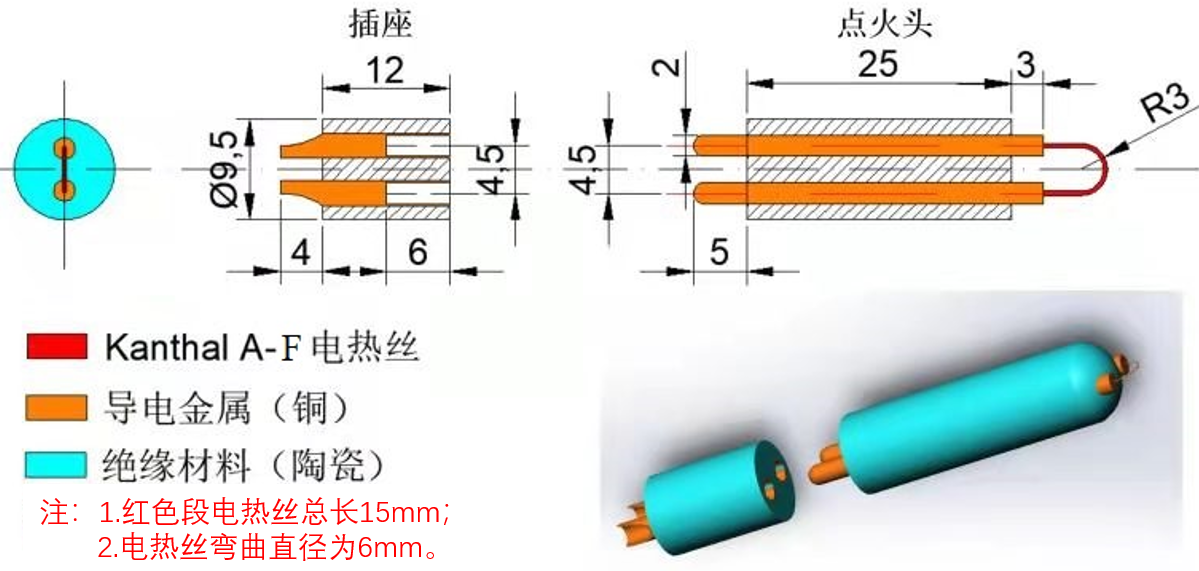 插座
点火头
12
2
25
3
R3
Ø9,5
4,5
4,5
4
6
5
Kanthal A-F 电热丝
导电金属（铜）
绝缘材料（陶瓷）
注：1.红色段电热丝总长15mm；
2.电热丝弯曲直径为6mm。